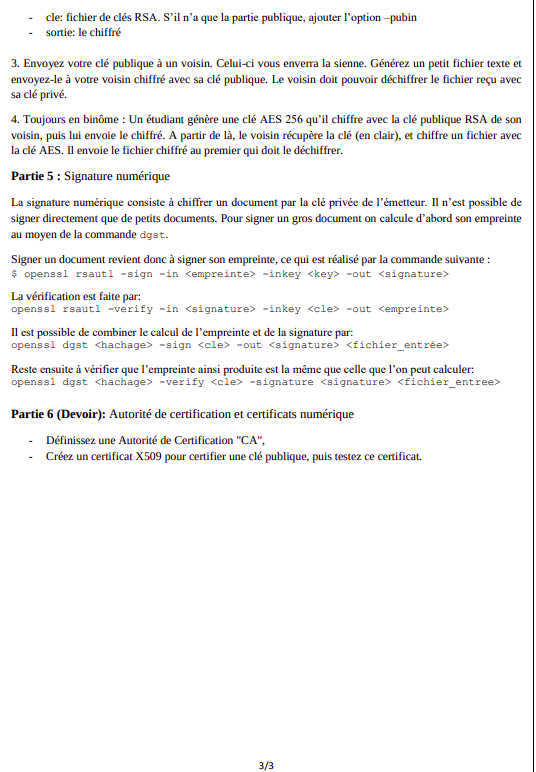 - cle: fichier de clés RSA. S’il n’a que la partie publique, ajouter l’option –pubin
- sortie: le chiffré
3. Envoyez votre clé publique à un voisin. Celui-ci vous enverra la sienne. Générez un petit fichier texte et
envoyez-le à votre voisin chiffré avec sa clé publique. Le voisin doit pouvoir déchiffrer le fichier reçu avec
sa clé privé.
4. Toujours en binôme : Un étudiant génère une clé AES 256 qu’il chiffre avec la clé publique RSA de son
voisin, puis lui envoie le chiffré. A partir de là, le voisin récupère la clé (en clair), et chiffre un fichier avec
la clé AES. Il envoie le fichier chiffré au premier qui doit le déchiffrer.
Partie 5 : Signature numérique
La signature numérique consiste à chiffrer un document par la clé privée de l’émetteur. Il n’est possible de
signer directement que de petits documents. Pour signer un gros document on calcule d’abord son empreinte
au moyen de la commande dgst.
Signer un document revient donc à signer son empreinte, ce qui est réalisé par la commande suivante :
$ openssl rsautl -sign -in <empreinte> -inkey <key> -out <signature>
La vérification est faite par:
openssl rsautl -verify -in <signature> -inkey <cle> -out <empreinte>
Il est possible de combiner le calcul de l’empreinte et de la signature par:
openssl dgst <hachage> -sign <cle> -out <signature> <fichier_entrée>
Reste ensuite à vérifier que l’empreinte ainsi produite est la même que celle que l’on peut calculer:
openssl dgst <hachage> -verify <cle> -signature <signature> <fichier_entree>
Partie 6 (Devoir): Autorité de certification et certificats numérique
- Définissez une Autorité de Certification "CA",
- Créez un certificat X509 pour certifier une clé publique, puis testez ce certificat.
3/3